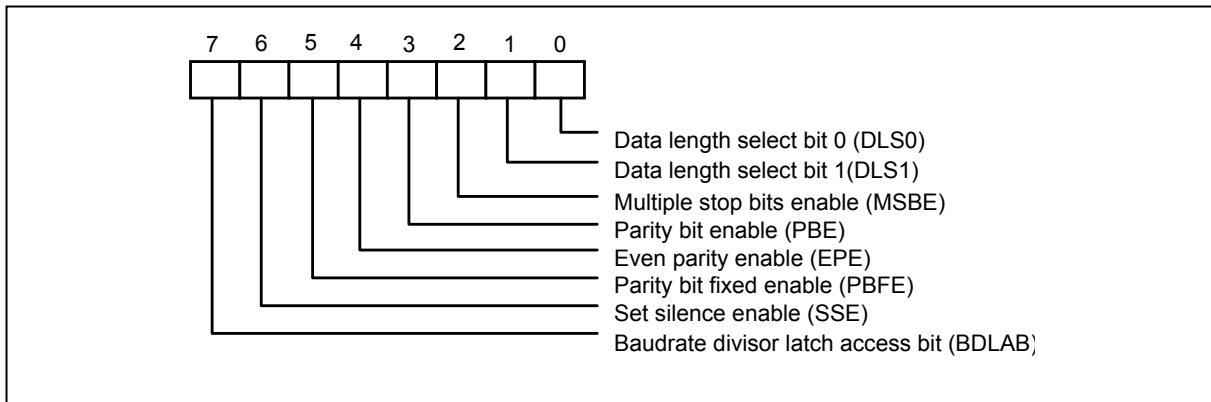 7 6 5 4 3 2 1 0
Data length select bit 0 (DLS0)
Data length select bit 1(DLS1)
Multiple stop bits enable (MSBE)
Parity bit enable (PBE)
Even parity enable (EPE)
Parity bit fixed enable (PBFE)
Set silence enable (SSE)
Baudrate divisor latch access bit (BDLAB)